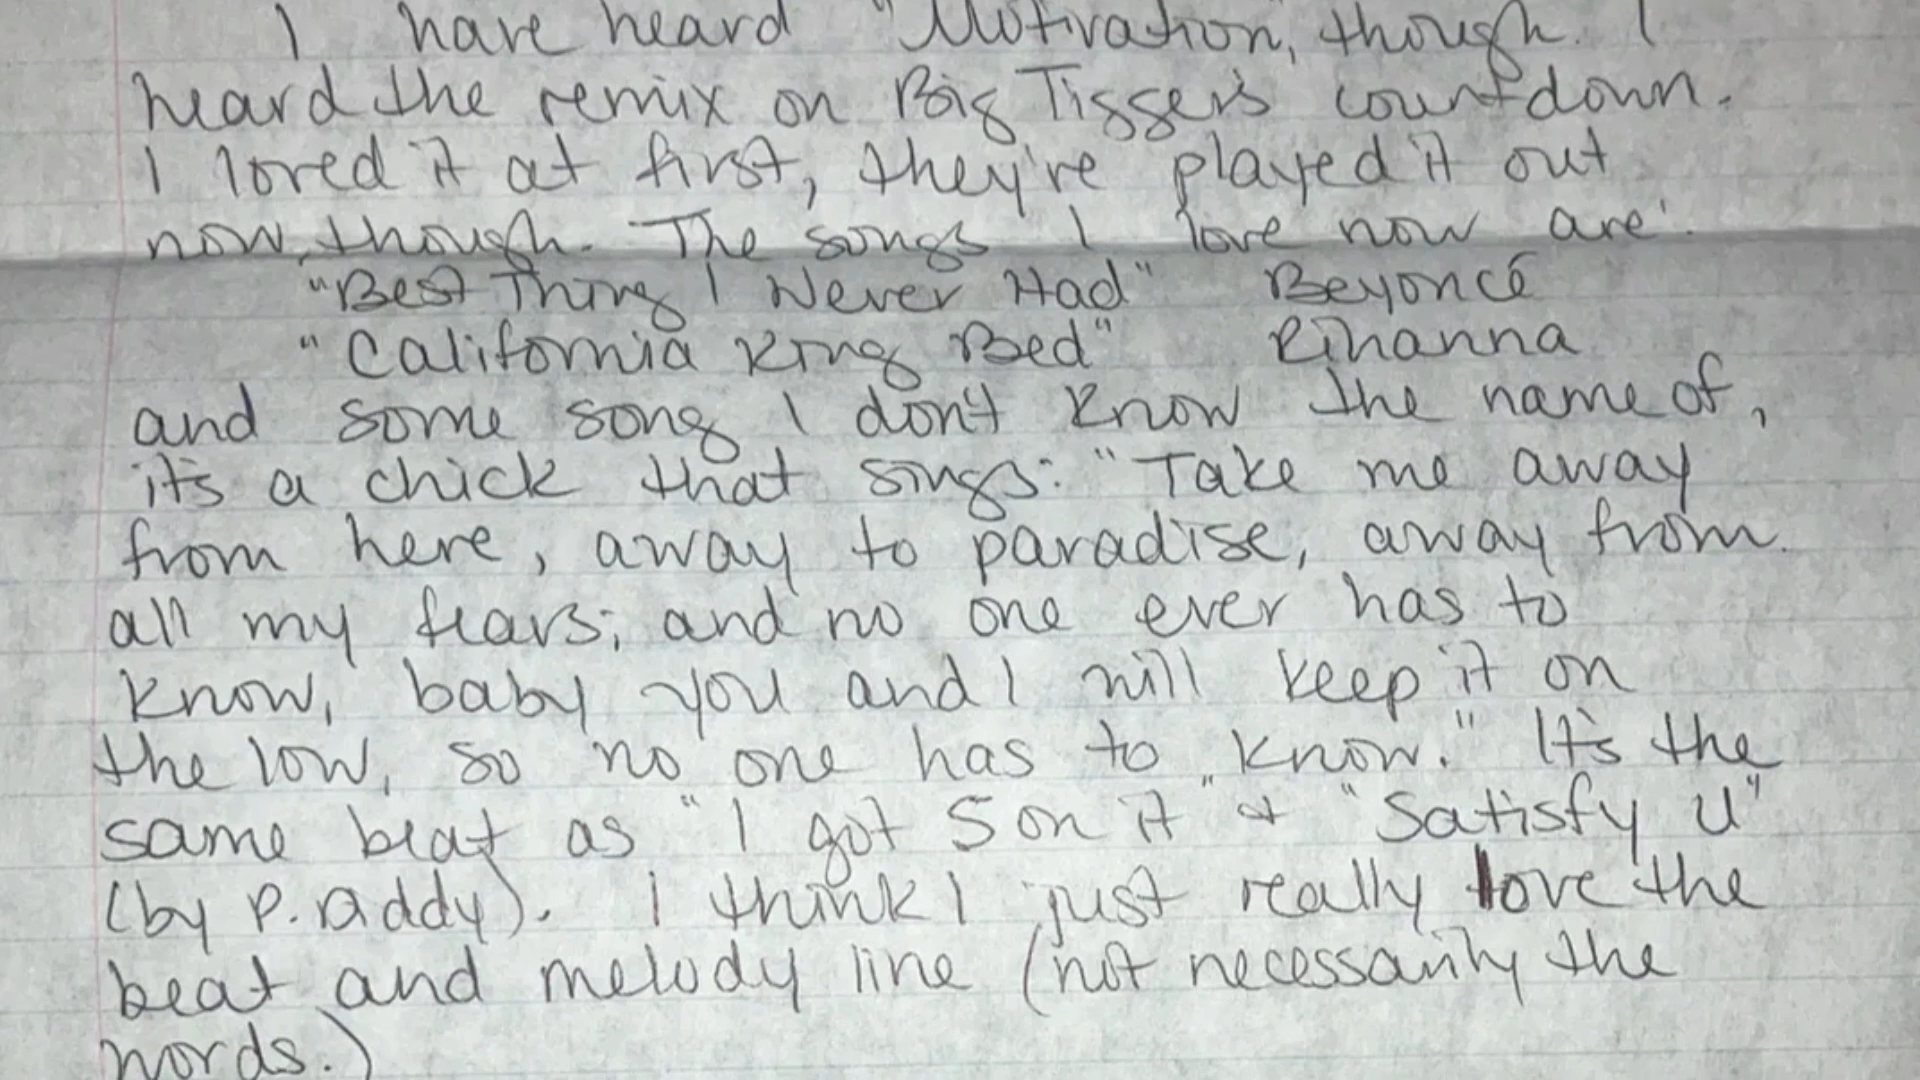 I have heard "Motivation, though. I
heard the remix on Big Tigger's countdown.
I loved it at first, they're played it out
now, though. The songs I love now are:
"Best Thing I Never Had" Beyoncé
"California King Bed" Rihanna
and some song I don't know the name of,
it's a chick that sings: "Take me away
from here, away to paradise, away from
all my fears; and no one ever has to
know, baby you and I will keep it on
the low, so no one has to know." It's the
same beat as "I got 5 on it" & "Satisfy U"
(by P. Diddy). I think I just really love the
beat and melody line (not necessarily the
words.)